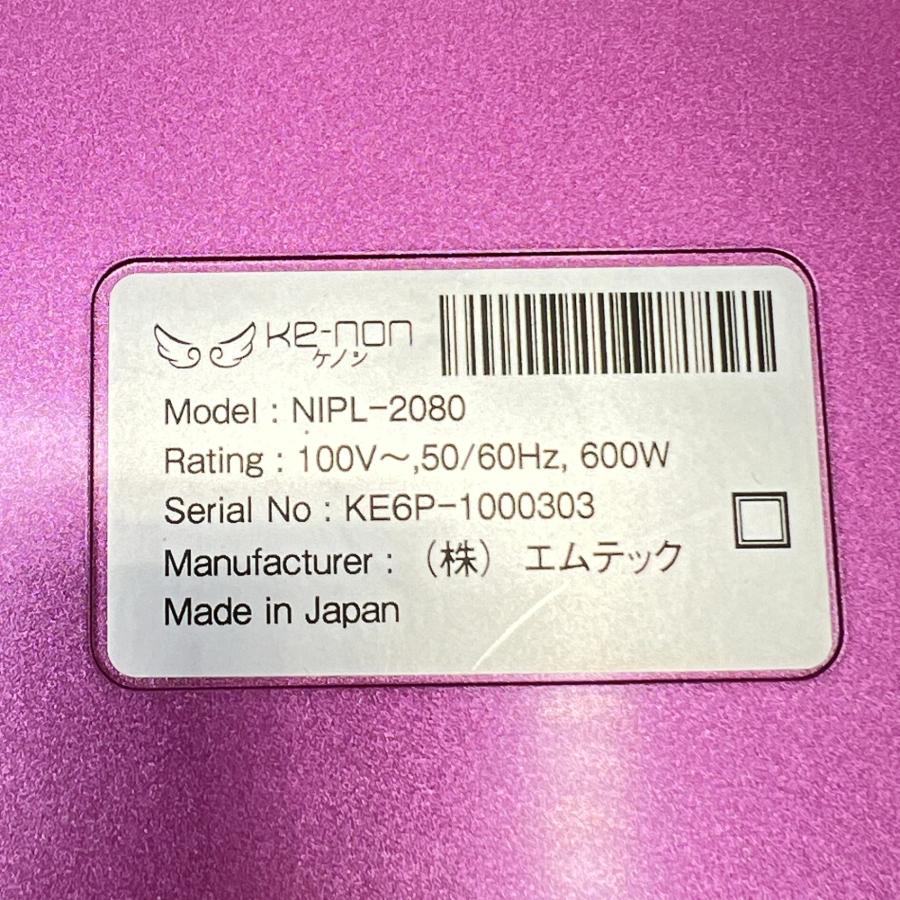 Ke-non
ケノン
Model : NIPL-2080
Rating : 100V～,50/60Hz, 600W
Serial No : KE6P-1000303
Manufacturer : （株） エムテック
Made in Japan